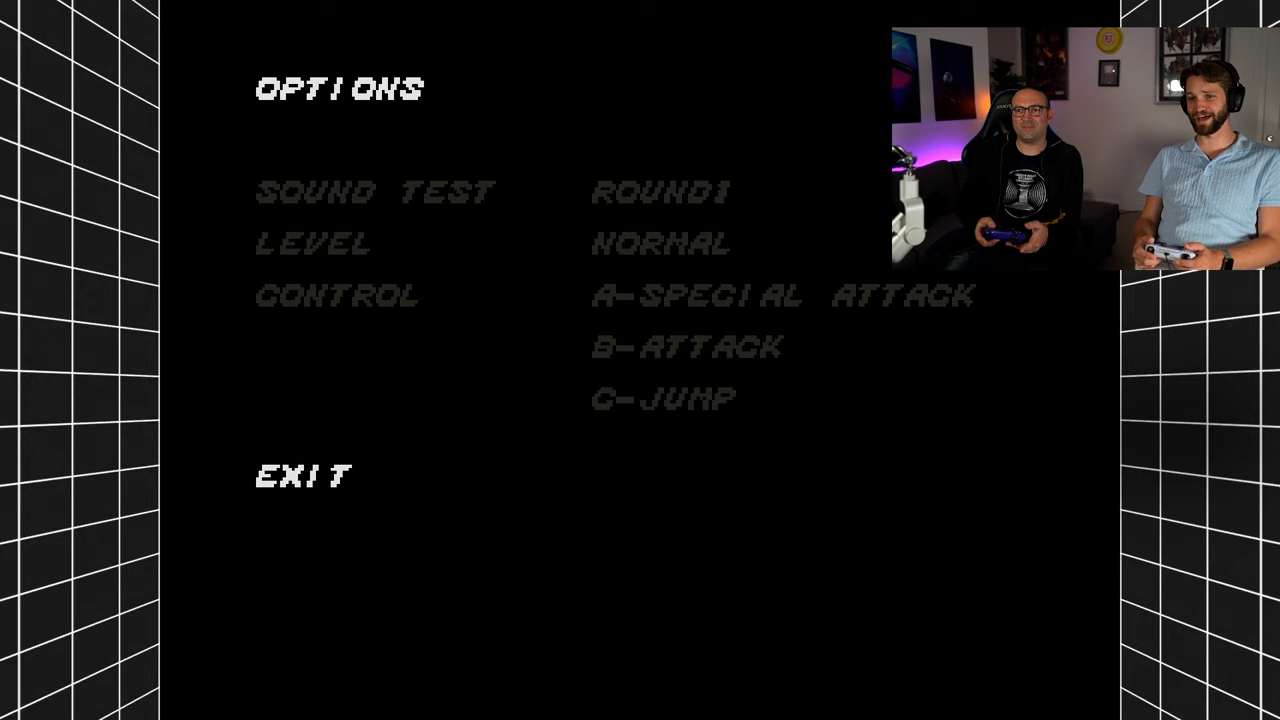 OPTIONS
SOUND TEST ROUND1
LEVEL NORMAL
CONTROL A-SPECIAL ATTACK
B-ATTACK
C-JUMP
EXIT